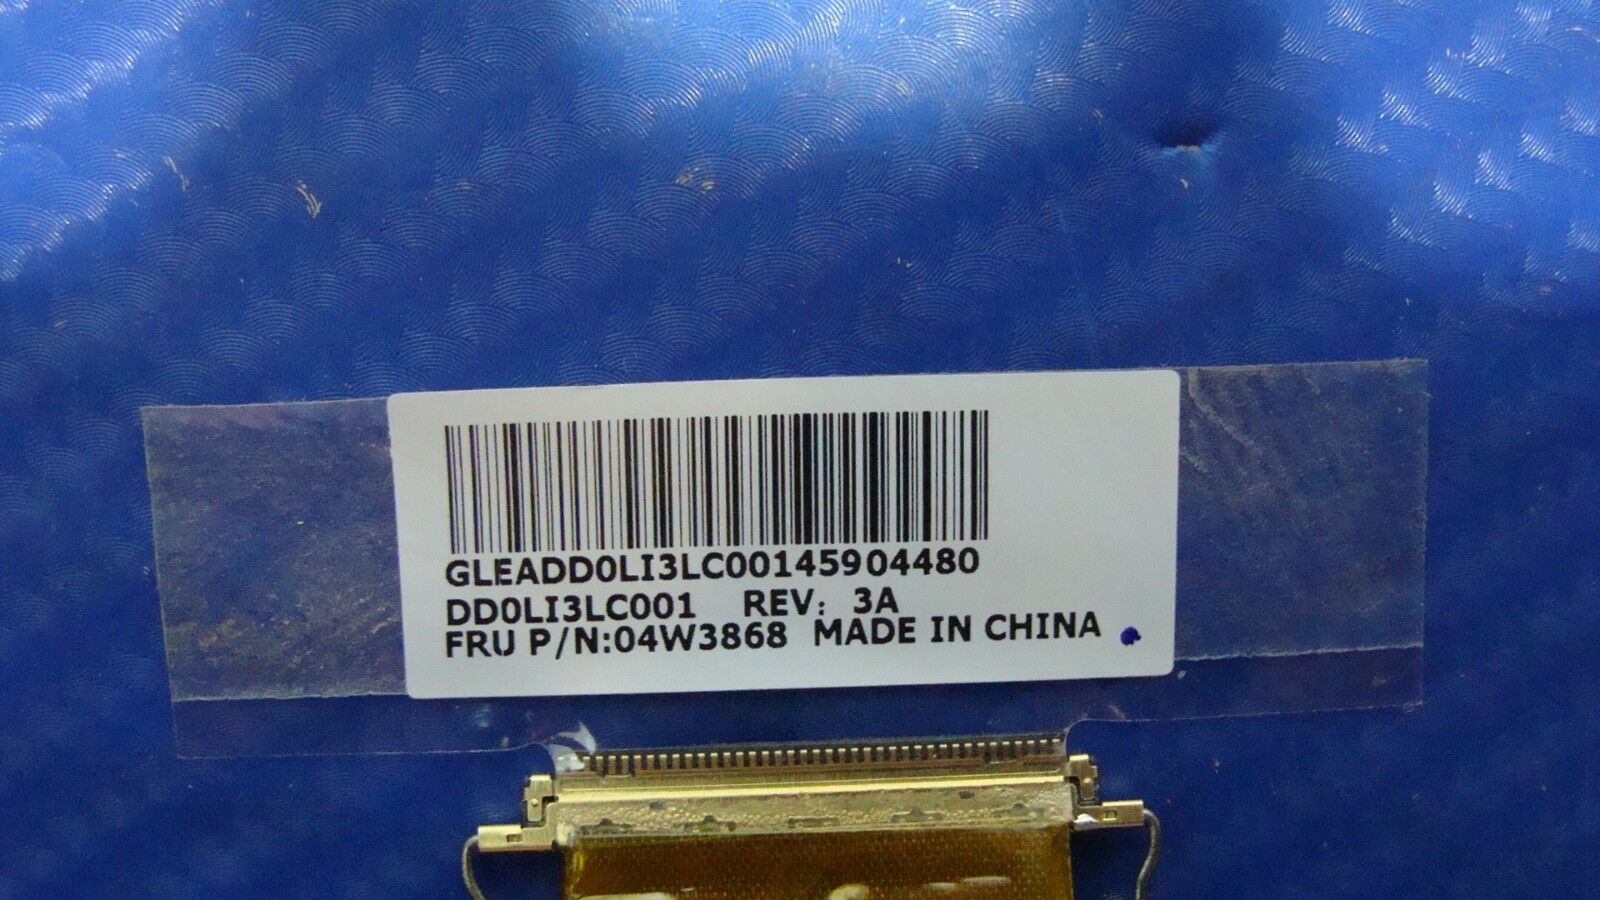 GLEADD0LI3LC00145904480
DD0LI3LC001 REV: 3A
FRU P/N:04W3868 MADE IN CHINA